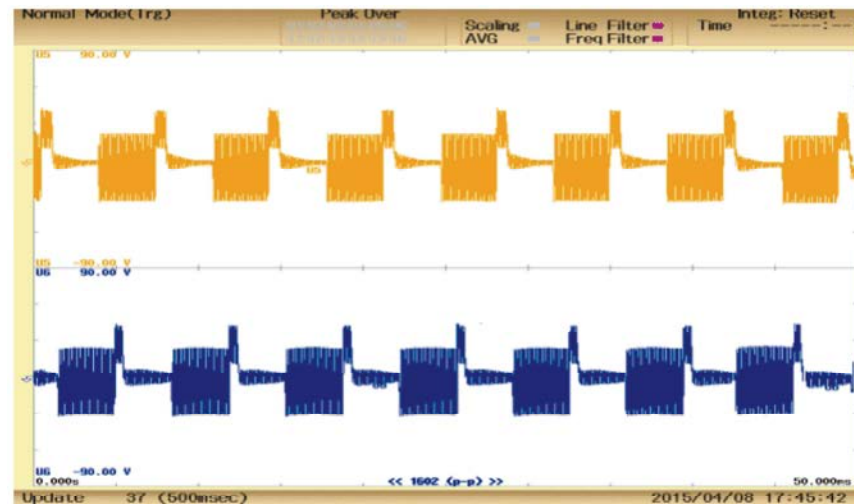 Normal Mode(Trg) Peak Over Integ: Reset
Scaling Line Filter Time
AVG Freq Filter
U5 90.00 V
U5
U5 -90.00 V
U6 90.00 V
U6 -90.00 V
0.000s << 1602 (p-p) >> 50.000ms
Update 37 (500msec) 2015/04/08 17:45:42